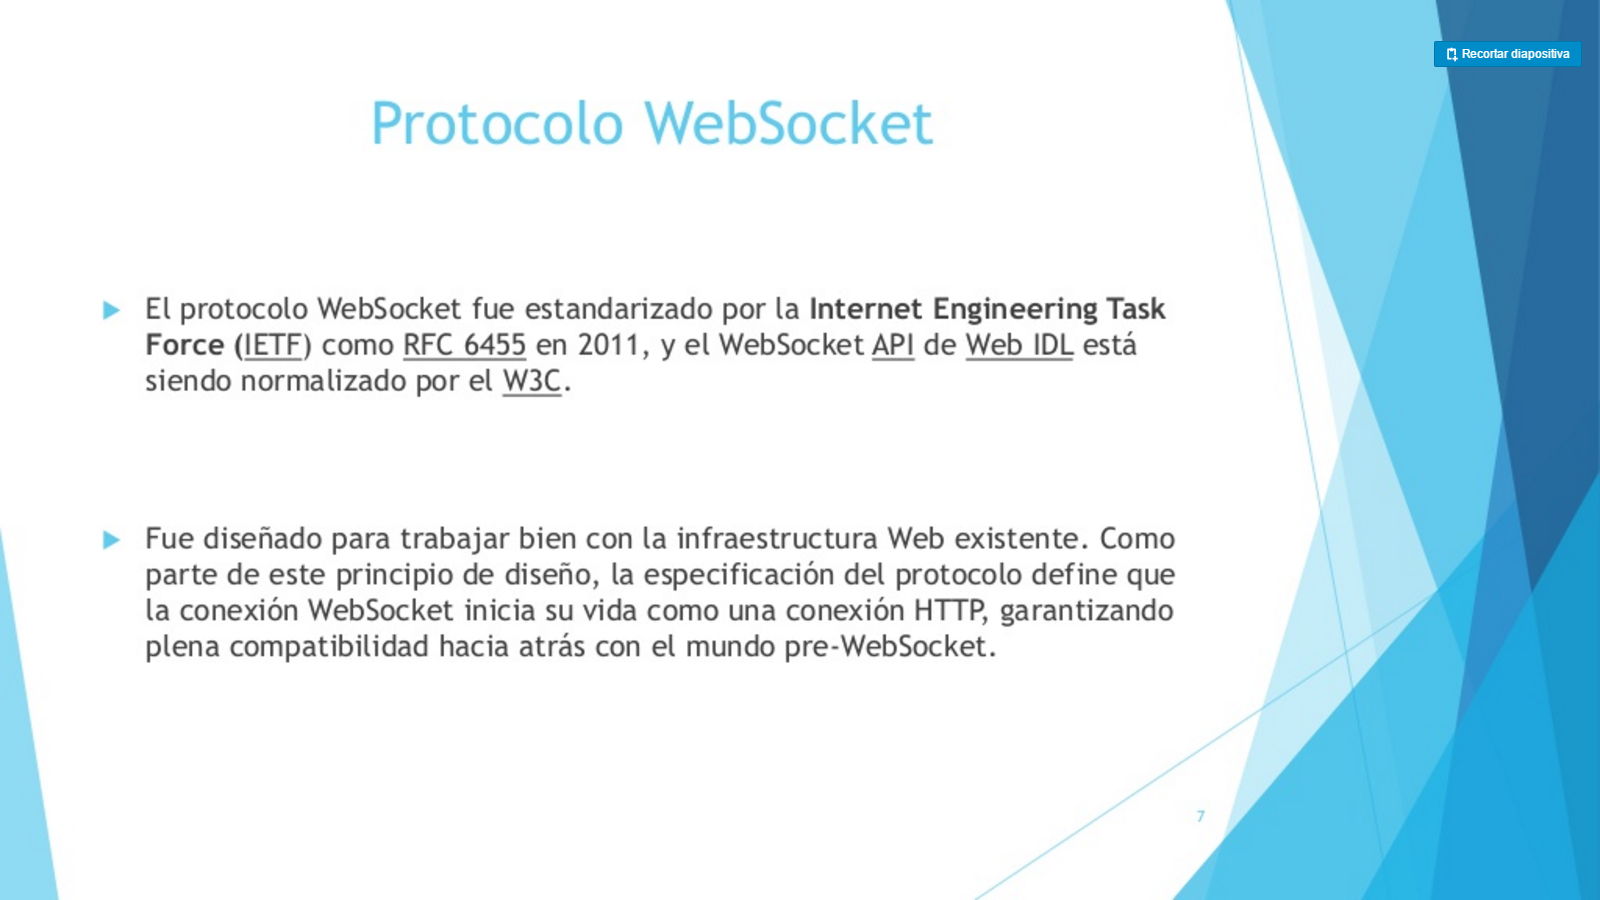 Recortar diapositiva
Protocolo WebSocket
El protocolo WebSocket fue estandarizado por la Internet Engineering Task
Force (IETF) como RFC 6455 en 2011, y el WebSocket API de Web IDL está
siendo normalizado por el W3C.
Fue diseñado para trabajar bien con la infraestructura Web existente. Como
parte de este principio de diseño, la especificación del protocolo define que
la conexión WebSocket inicia su vida como una conexión HTTP, garantizando
plena compatibilidad hacia atrás con el mundo pre-WebSocket.
7